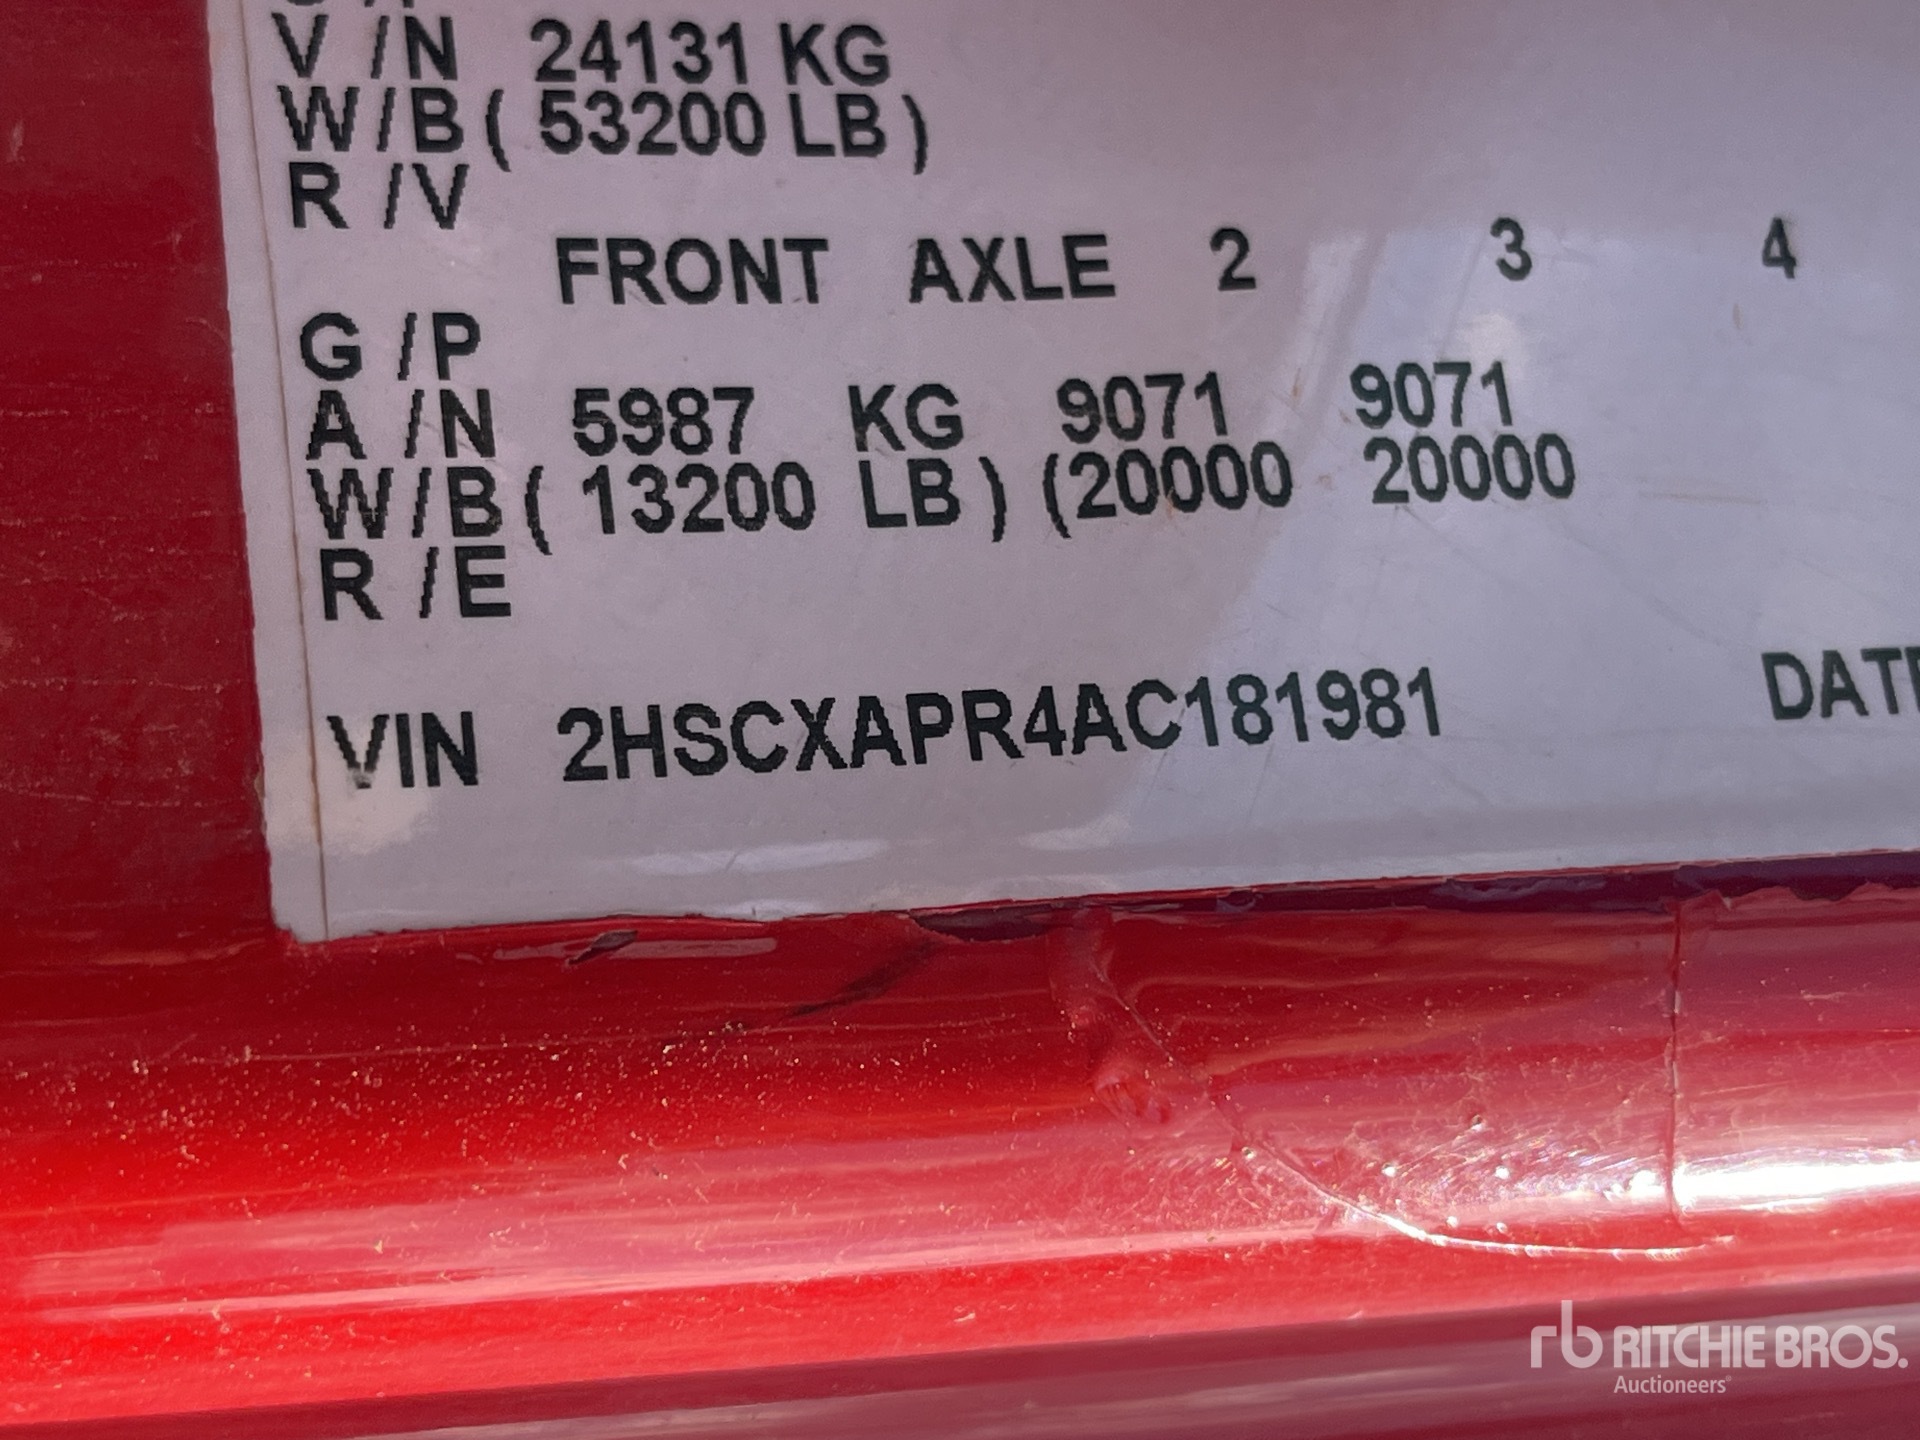 V /N 24131 KG
W/B ( 53200 LB )
R /V
FRONT AXLE 2 3 4
G /P
A /N 5987 KG 9071 9071
W/B ( 13200 LB ) (20000 20000
R /E
VIN 2HSCXAPR4AC181981
rb RITCHIE BROS.
Auctioneers